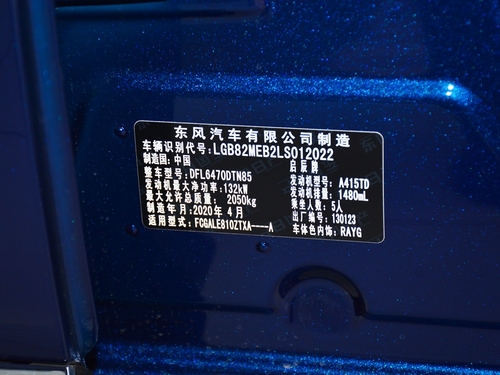 东风汽车有限公司制造
车辆识别代号:LGB82MEB2LS012022
制造国:中国 启辰牌
整车型号:DFL6470DTN85 发动机型号:A415TD
发动机最大净功率:132kW 发动机排量:1480mL
最大允许总质量: 2050kg 乘坐人数:5人
制造年月:2020年4月 出厂编号:130123
适用型式:FCGALE810ZTXA-----A 车体色内饰:RAYG